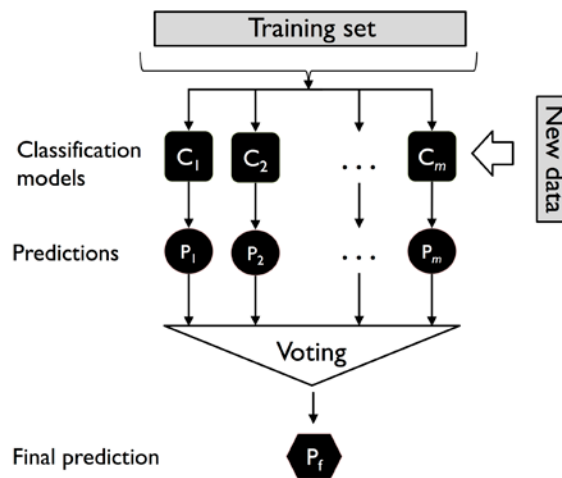 Training set
Classification models
C1 C2 ... Cm
New data
Predictions
P1 P2 ... Pm
Voting
Final prediction
Pf